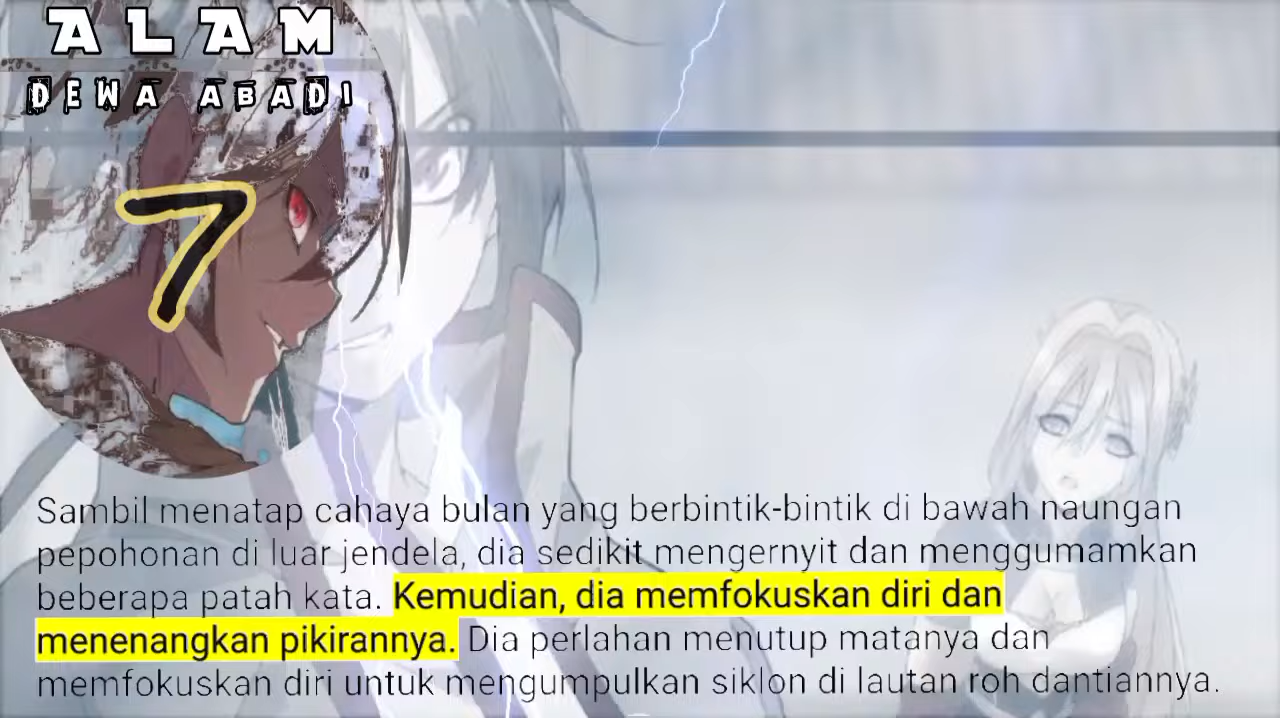 ALAM
DEWA ABADI
7
Sambil menatap cahaya bulan yang berbintik-bintik di bawah naungan
pepohonan di luar jendela, dia sedikit mengernyit dan menggumamkan
beberapa patah kata. Kemudian, dia memfokuskan diri dan
menenangkan pikirannya. Dia perlahan menutup matanya dan
memfokuskan diri untuk mengumpulkan siklon di lautan roh dantiannya.